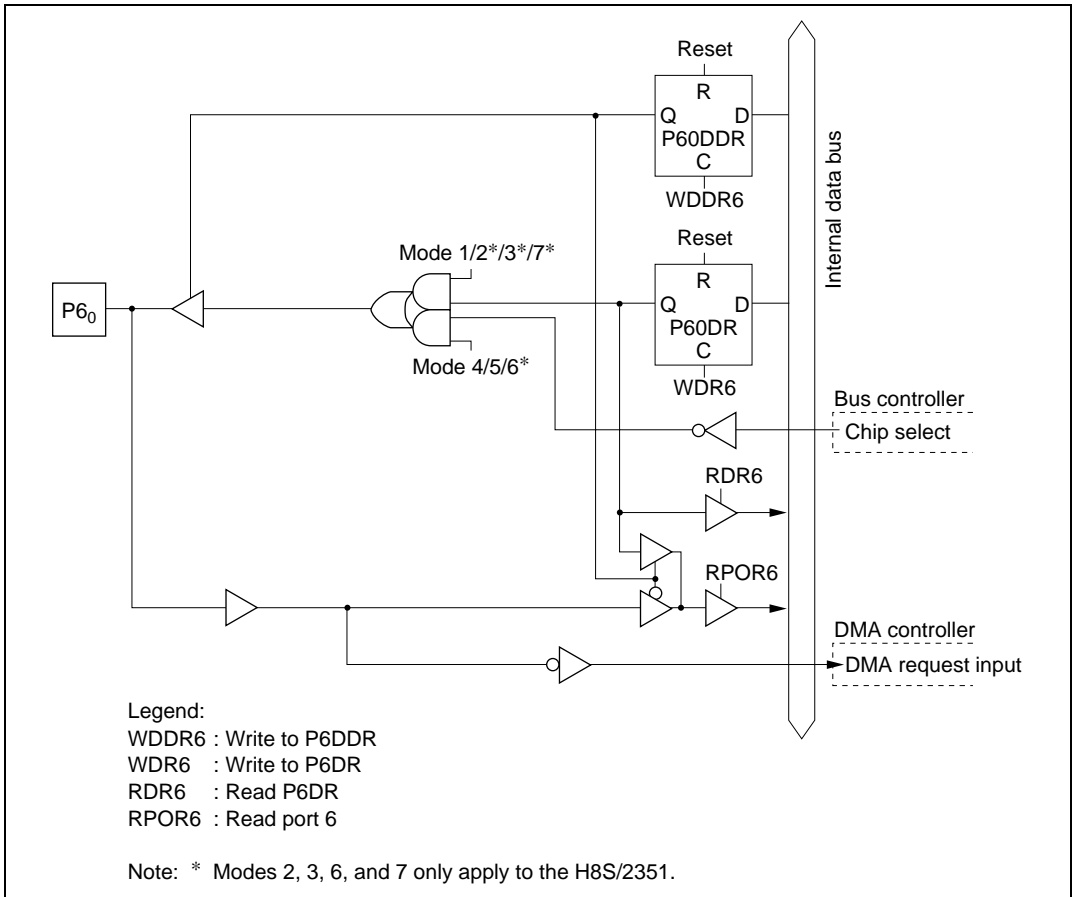 Reset
R
Q D
P60DDR
C
WDDR6
Internal data bus
Reset
Mode 1/2*/3*/7*
R
P6₀
Q D
P60DR
C
Mode 4/5/6*
WDR6
Bus controller
Chip select
RDR6
RPOR6
DMA controller
DMA request input
Legend:
WDDR6 : Write to P6DDR
WDR6 : Write to P6DR
RDR6 : Read P6DR
RPOR6 : Read port 6
Note: * Modes 2, 3, 6, and 7 only apply to the H8S/2351.